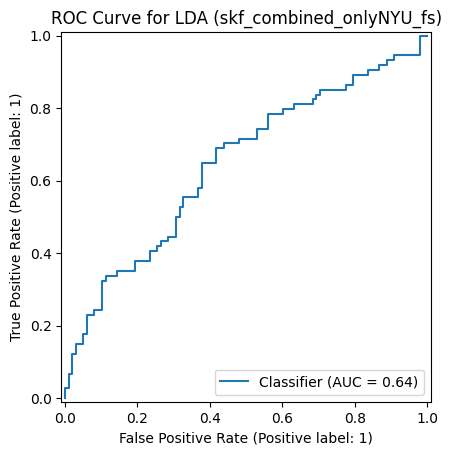 ROC Curve for LDA (skf_combined_onlyNYU_fs)
True Positive Rate (Positive label: 1)
1.0
0.8
0.6
0.4
0.2
0.0
Classifier (AUC = 0.64)
0.0 0.2 0.4 0.6 0.8 1.0
False Positive Rate (Positive label: 1)